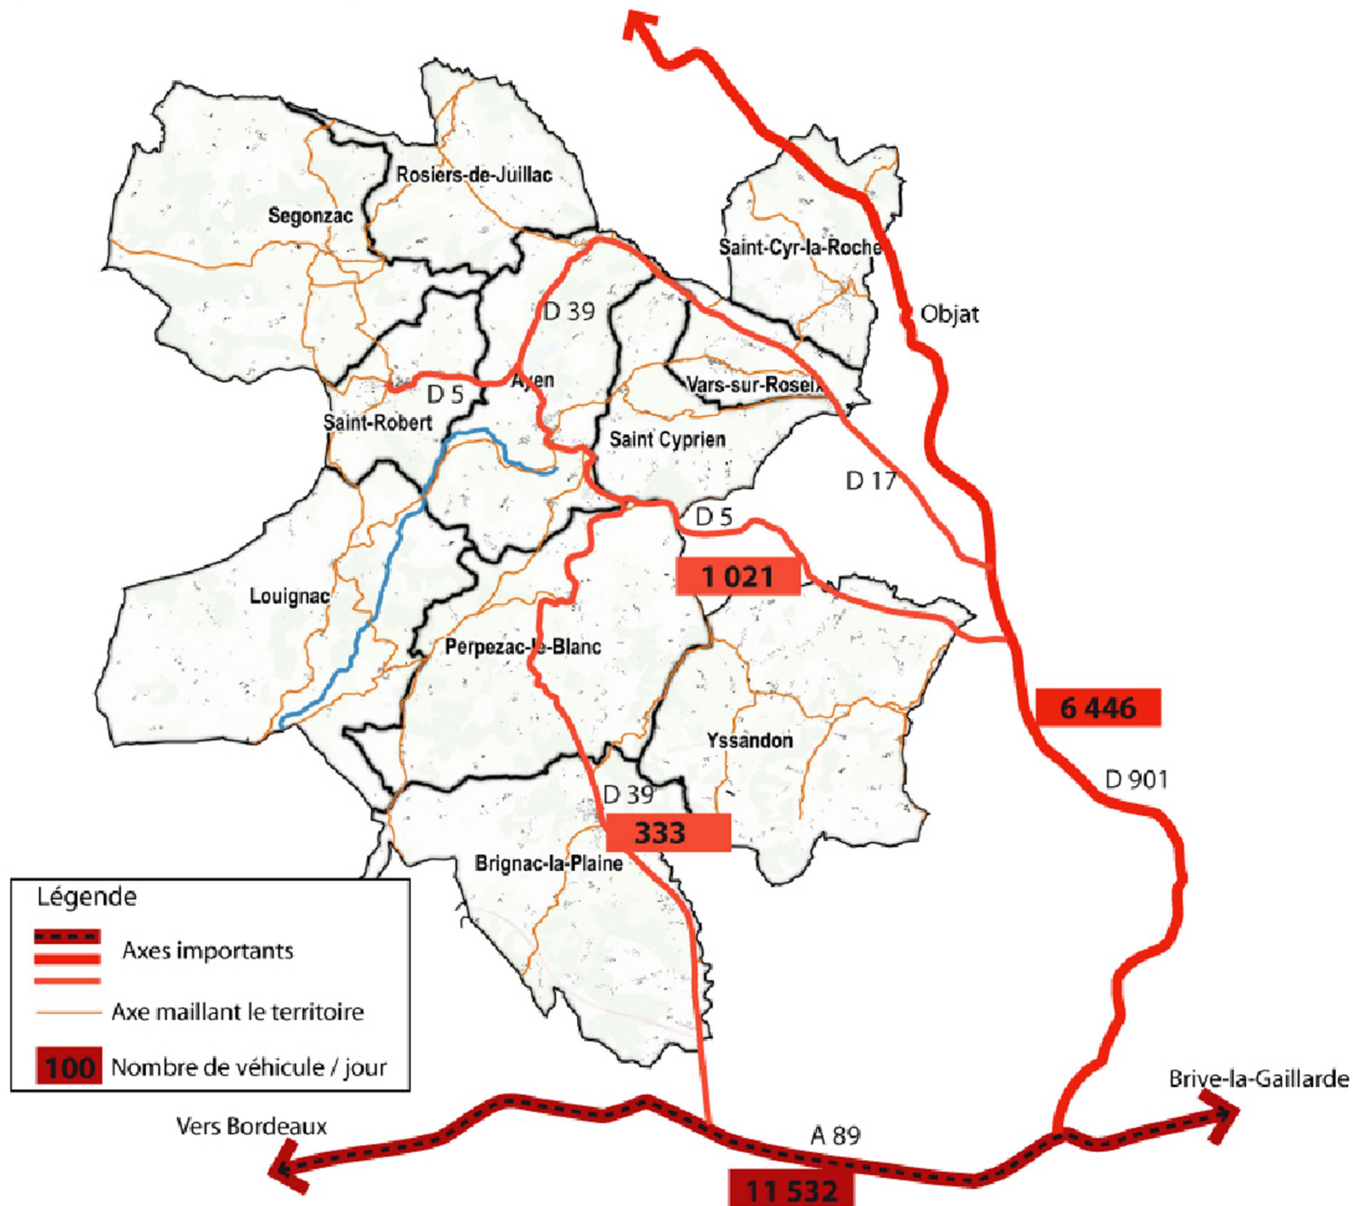 Rosiers-de-Juillac
Segonzac
Saint-Cyr-la-Roche
D 39
Objat
Ayen
Vars-sur-Roseix
D 5
Saint-Robert
Saint Cyprien
D 17
D 5
1 021
Louignac
Perpezac-le-Blanc
6 446
Yssandon
D 901
D 39
333
Brignac-la-Plaine
Légende
Axes importants
Axe maillant le territoire
100 Nombre de véhicule / jour
Brive-la-Gaillarde
Vers Bordeaux
A 89
11 532